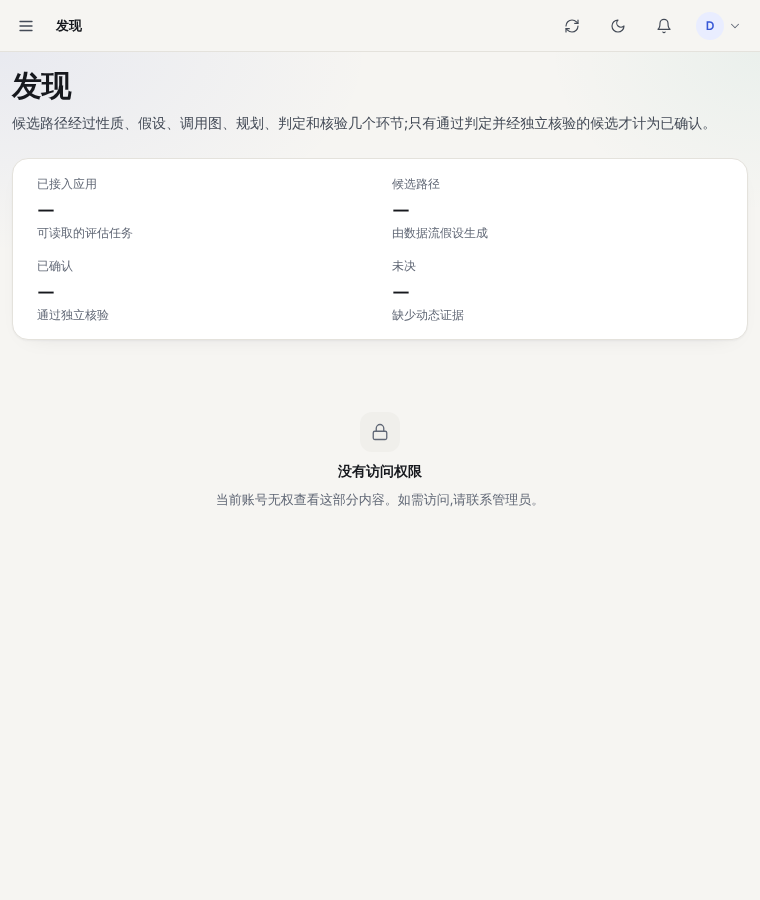 发现
D
发现
候选路径经过性质、假设、调用图、规划、判定和核验几个环节;只有通过判定并经独立核验的候选才计为已确认。
已接入应用
—
可读取的评估任务
候选路径
—
由数据流假设生成
已确认
—
通过独立核验
未决
—
缺少动态证据
没有访问权限
当前账号无权查看这部分内容。如需访问,请联系管理员。